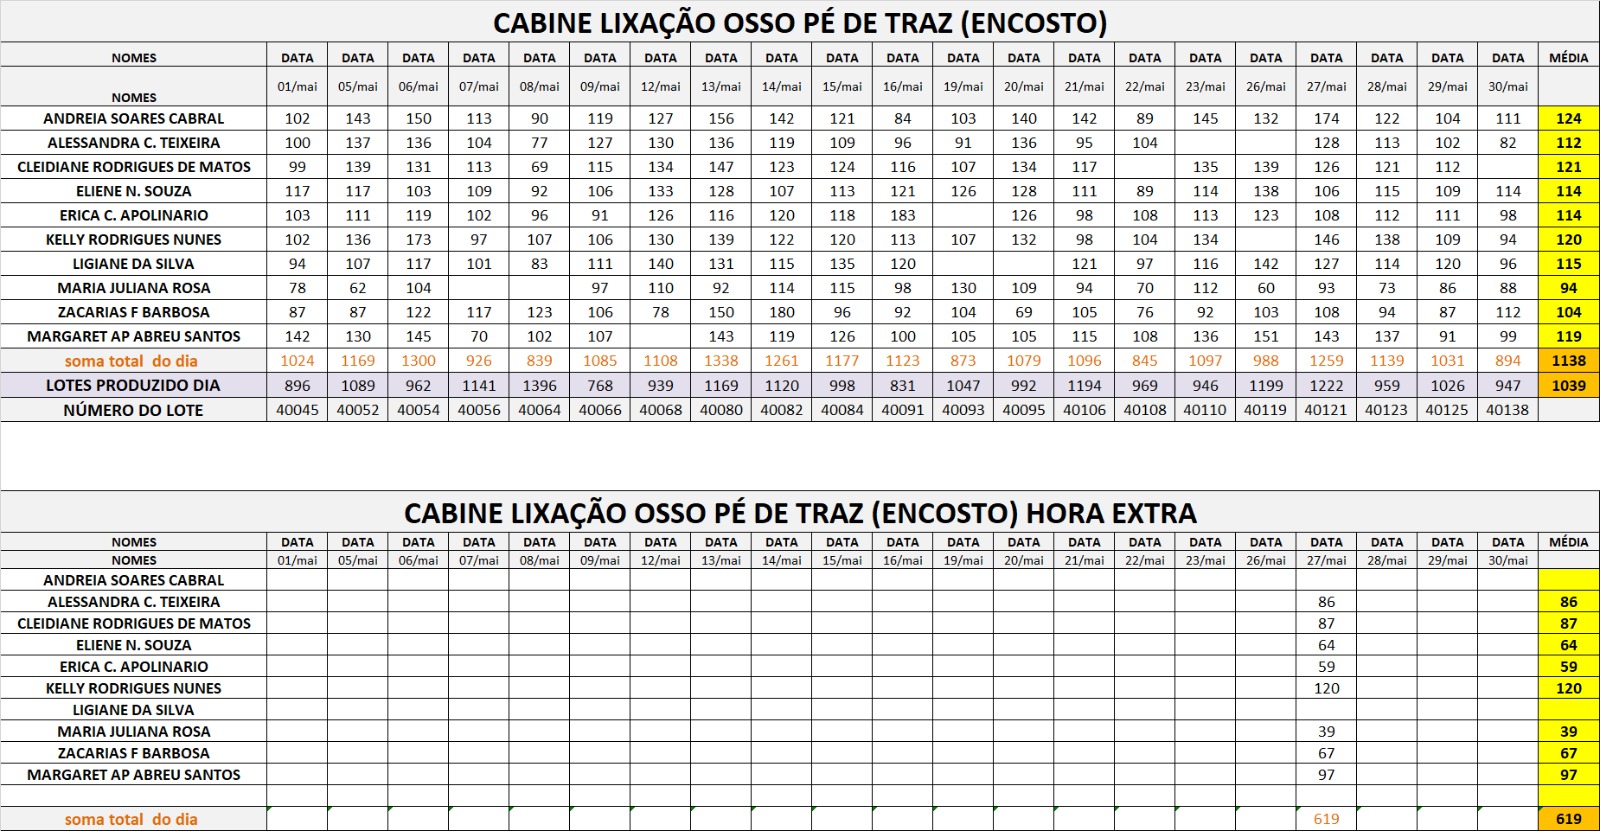 CABINE LIXAÇÃO OSSO PÉ DE TRAZ (ENCOSTO)
NOMES DATA DATA DATA DATA DATA DATA DATA DATA DATA DATA DATA DATA DATA DATA DATA DATA DATA DATA DATA DATA DATA MÉDIA
NOMES 01/mai 05/mai 06/mai 07/mai 08/mai 09/mai 12/mai 13/mai 14/mai 15/mai 16/mai 19/mai 20/mai 21/mai 22/mai 23/mai 26/mai 27/mai 28/mai 29/mai 30/mai
ANDREIA SOARES CABRAL 102 143 150 113 90 119 127 156 142 121 84 103 140 142 89 145 132 174 122 104 111 124
ALESSANDRA C. TEIXEIRA 100 137 136 104 77 127 130 136 119 109 96 91 136 95 104 128 113 102 82 112
CLEIDIANE RODRIGUES DE MATOS 99 139 131 113 69 115 134 147 123 124 116 107 134 117 135 139 126 121 112 121
ELIENE N. SOUZA 117 117 103 109 92 106 133 128 107 113 121 126 128 111 89 114 138 106 115 109 114 114
ERICA C. APOLINARIO 103 111 119 102 96 91 126 116 120 118 183 126 98 108 113 123 108 112 111 98 114
KELLY RODRIGUES NUNES 102 136 173 97 107 106 130 139 122 120 113 107 132 98 104 134 146 138 109 94 120
LIGIANE DA SILVA 94 107 117 101 83 111 140 131 115 135 120 121 97 116 142 127 114 120 96 115
MARIA JULIANA ROSA 78 62 104 97 110 92 114 115 98 130 109 94 70 112 60 93 73 86 88 94
ZACARIAS F BARBOSA 87 87 122 117 123 106 78 150 180 96 92 104 69 105 76 92 103 108 94 87 112 104
MARGARET AP ABREU SANTOS 142 130 145 70 102 107 143 119 126 100 105 105 115 108 136 151 143 137 91 99 119
soma total do dia 1024 1169 1300 926 839 1085 1108 1338 1261 1177 1123 873 1079 1096 845 1097 988 1259 1139 1031 894 1138
LOTES PRODUZIDO DIA 896 1089 962 1141 1396 768 939 1169 1120 998 831 1047 992 1194 969 946 1199 1222 959 1026 947 1039
NÚMERO DO LOTE 40045 40052 40054 40056 40064 40066 40068 40080 40082 40084 40091 40093 40095 40106 40108 40110 40119 40121 40123 40125 40138
CABINE LIXAÇÃO OSSO PÉ DE TRAZ (ENCOSTO) HORA EXTRA
NOMES DATA DATA DATA DATA DATA DATA DATA DATA DATA DATA DATA DATA DATA DATA DATA DATA DATA DATA DATA DATA DATA MÉDIA
NOMES 01/mai 05/mai 06/mai 07/mai 08/mai 09/mai 12/mai 13/mai 14/mai 15/mai 16/mai 19/mai 20/mai 21/mai 22/mai 23/mai 26/mai 27/mai 28/mai 29/mai 30/mai
ANDREIA SOARES CABRAL
ALESSANDRA C. TEIXEIRA 86 86
CLEIDIANE RODRIGUES DE MATOS 87 87
ELIENE N. SOUZA 64 64
ERICA C. APOLINARIO 59 59
KELLY RODRIGUES NUNES 120 120
LIGIANE DA SILVA
MARIA JULIANA ROSA 39 39
ZACARIAS F BARBOSA 67 67
MARGARET AP ABREU SANTOS 97 97
soma total do dia 619 619